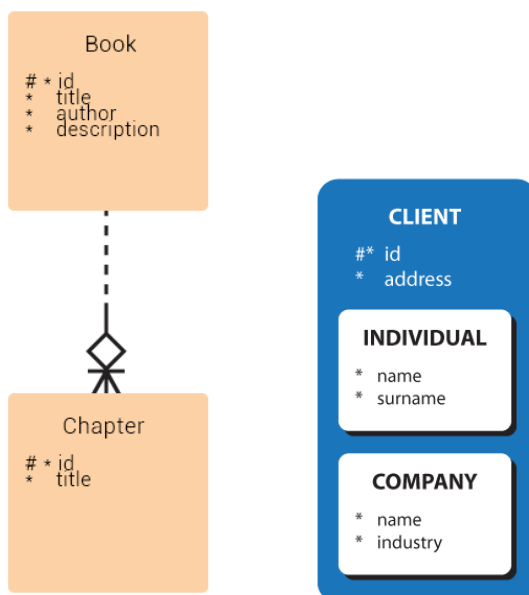 Book
# * id
* title
* author
* description
Chapter
# * id
* title
CLIENT
#* id
* address
INDIVIDUAL
* name
* surname
COMPANY
* name
* industry